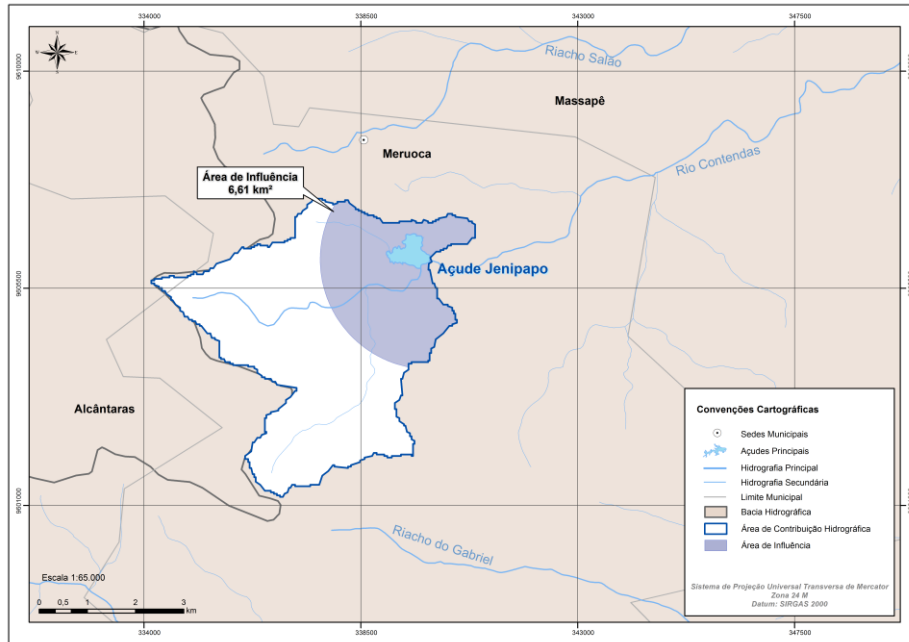 334000 338500 343000 347500
9610000
Riacho Salão
Massapê
Meruoca
Rio Contendas
Área de Influência
6,61 km²
Açude Jenipapo
9605500
Alcântaras
9601000
Riacho do Gabriel
Convenções Cartográficas
Sedes Municipais
Açudes Principais
Hidrografia Principal
Hidrografia Secundária
Limite Municipal
Bacia Hidrográfica
Área de Contribuição Hidrográfica
Área de Influência
Sistema de Projeção Universal Transversa de Mercator
Zona 24 M
Datum: SIRGAS 2000
Escala 1:65.000
0 0,5 1 2 3
km
334000 338500 343000 347500